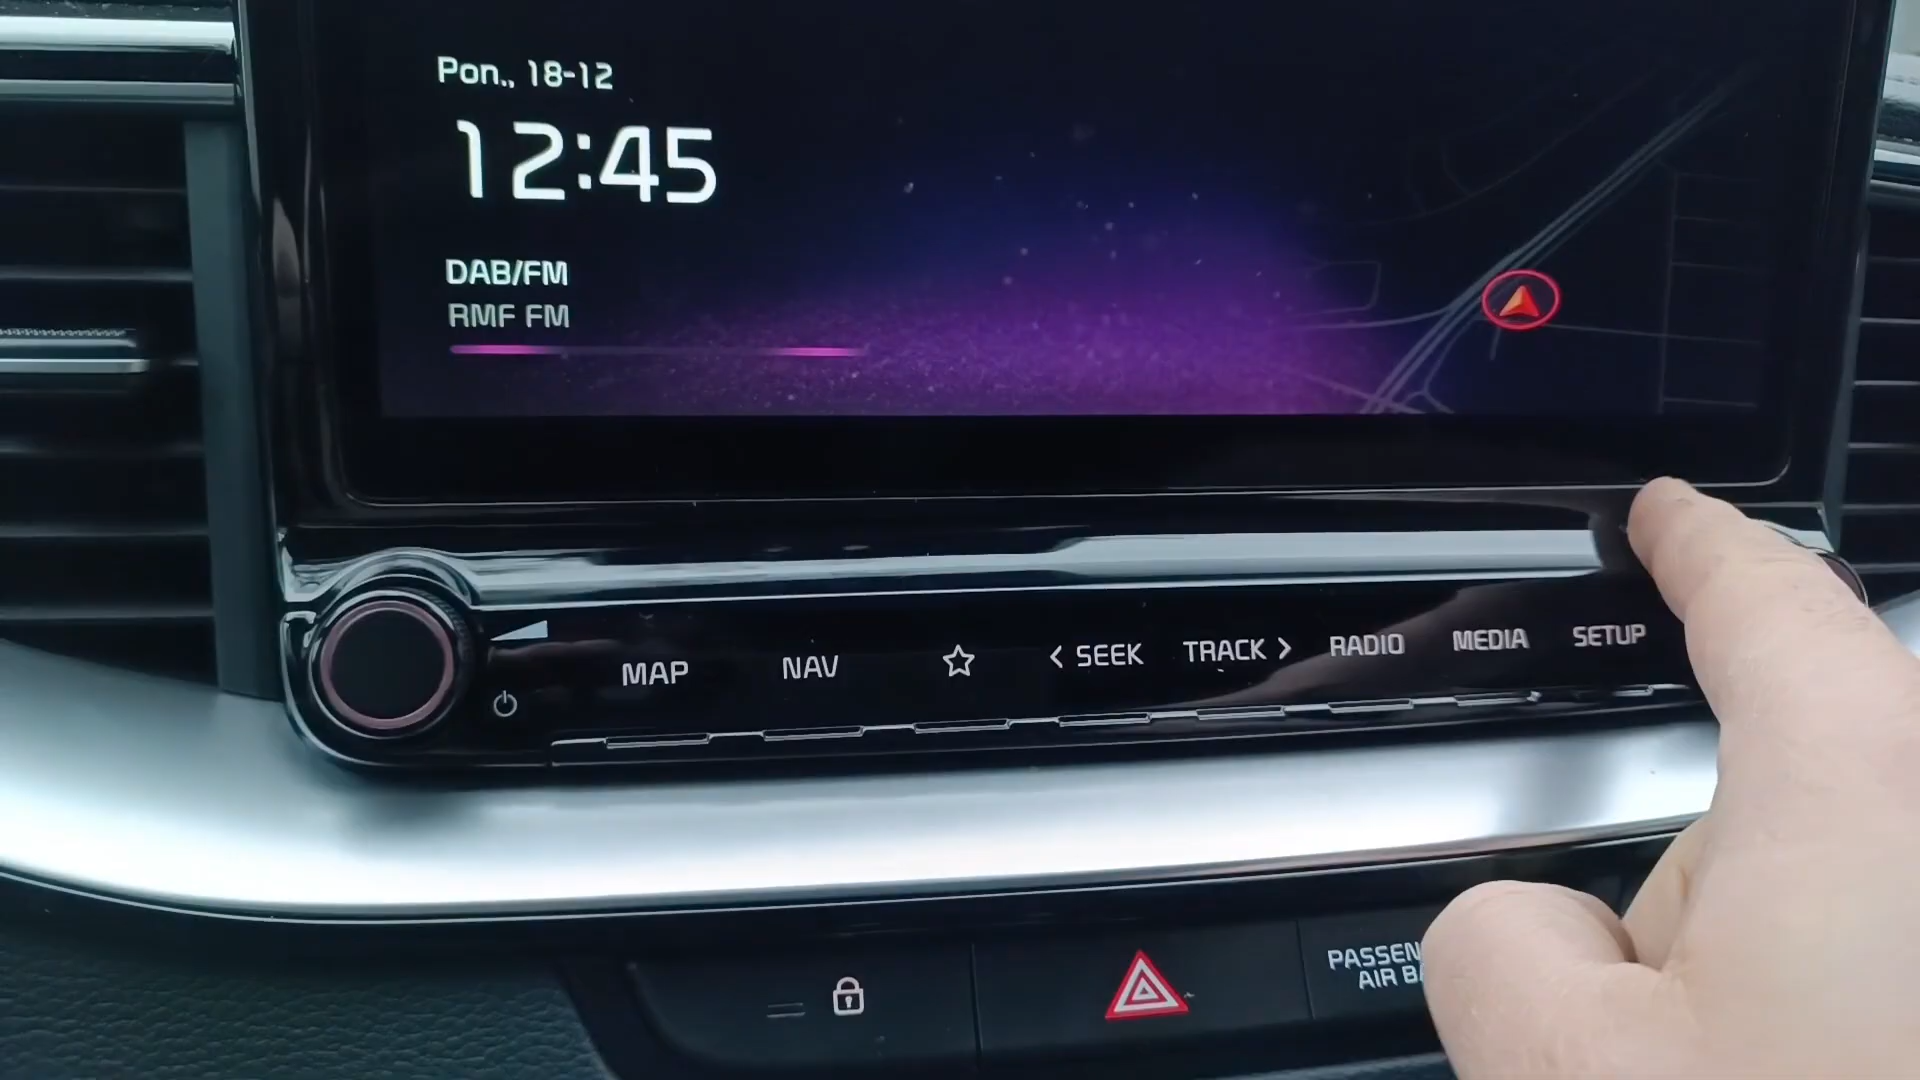 Pon., 18-12
12:45
DAB/FM
RMF FM
MAP NAV < SEEK TRACK > RADIO MEDIA SETUP
PASSEN
AIR BA